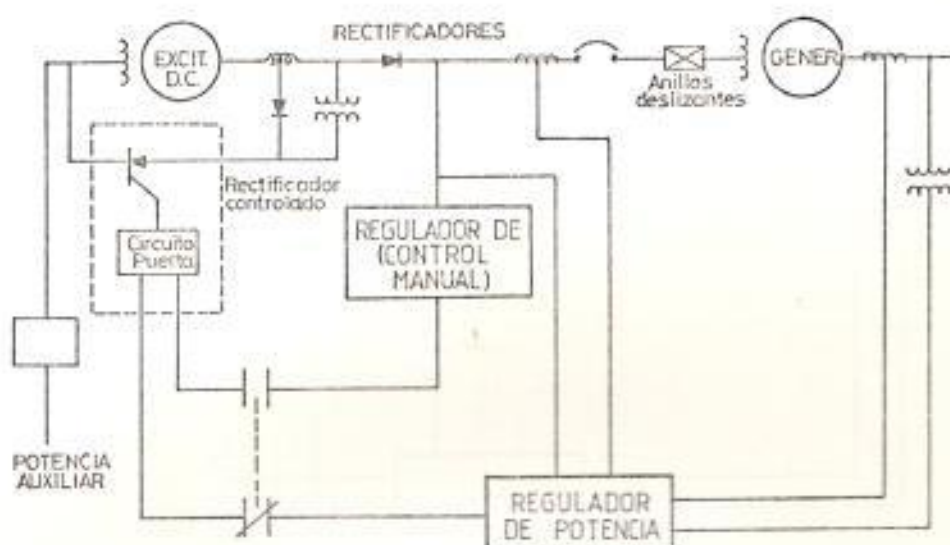 RECTIFICADORES
EXCIT.
D.C.
GENER.
Anillos
deslizantes
Rectificador
controlado
Circuito
Puerta
REGULADOR DE
(CONTROL
MANUAL)
POTENCIA
AUXILIAR
REGULADOR
DE POTENCIA